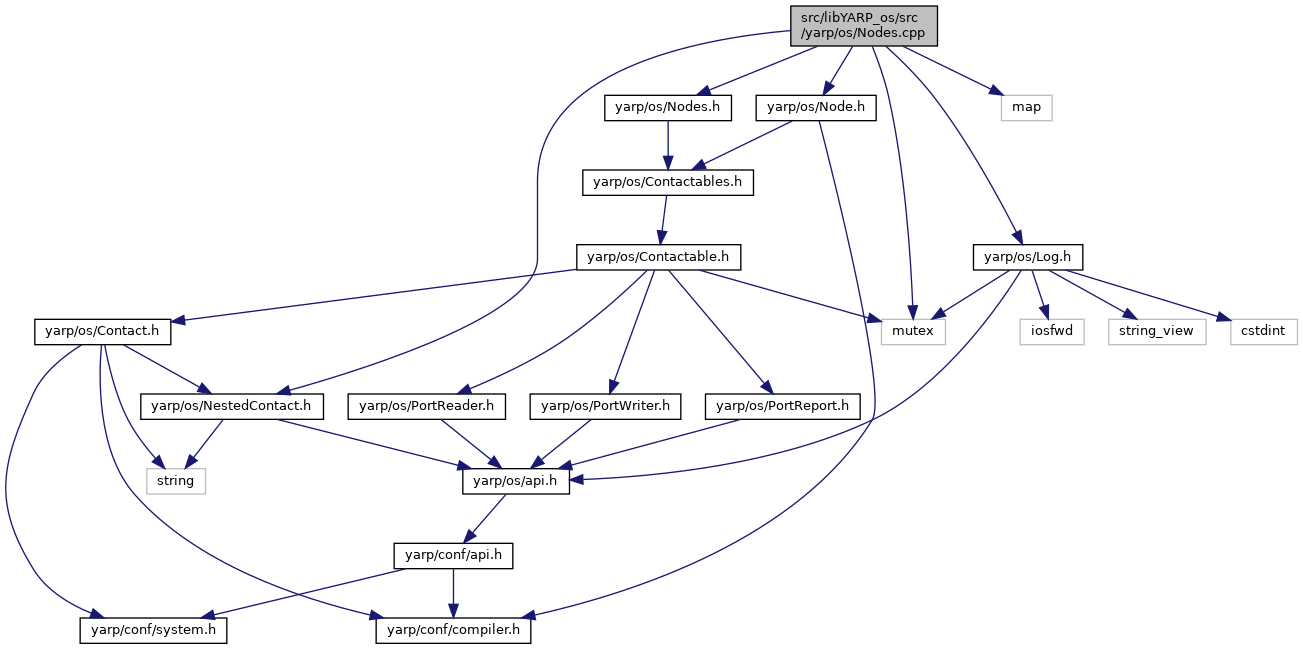 src/libYARP_os/src
/yarp/os/Nodes.cpp
yarp/os/Nodes.h
yarp/os/Node.h
map
yarp/os/Contactables.h
yarp/os/Contactable.h
yarp/os/Log.h
yarp/os/Contact.h
mutex
iosfwd
string_view
cstdint
yarp/os/NestedContact.h
yarp/os/PortReader.h
yarp/os/PortWriter.h
yarp/os/PortReport.h
string
yarp/os/api.h
yarp/conf/api.h
yarp/conf/system.h
yarp/conf/compiler.h